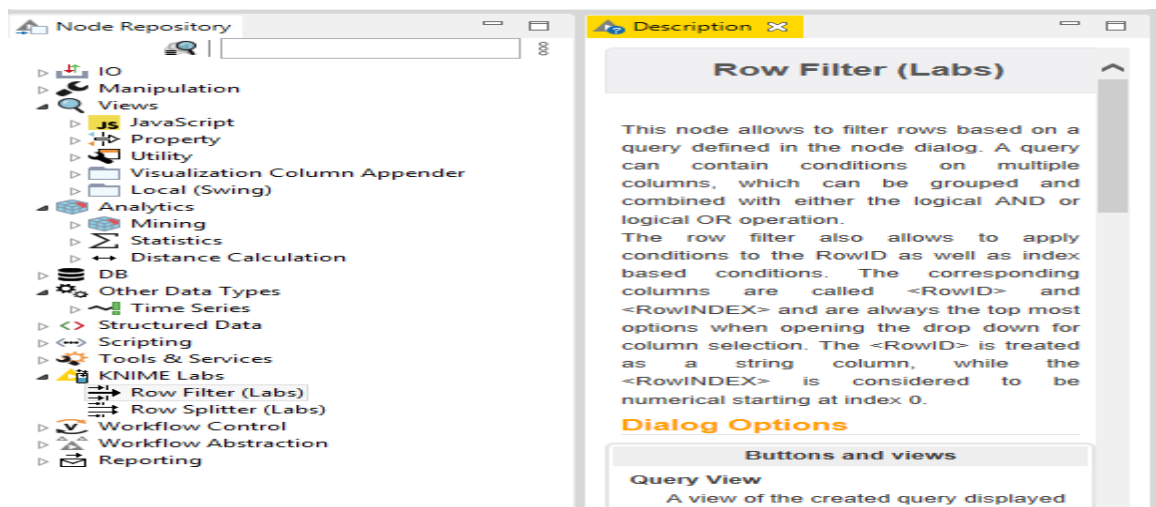 Node Repository
IO
Manipulation
Views
JS JavaScript
Property
Utility
Visualization Column Appender
Local (Swing)
Analytics
Mining
Statistics
Distance Calculation
DB
Other Data Types
Time Series
Structured Data
Scripting
Tools & Services
KNIME Labs
Row Filter (Labs)
Row Splitter (Labs)
Workflow Control
Workflow Abstraction
Reporting
Description
Row Filter (Labs)
This node allows to filter rows based on a
query defined in the node dialog. A query
can contain conditions on multiple
columns, which can be grouped and
combined with either the logical AND or
logical OR operation.
The row filter also allows to apply
conditions to the RowID as well as index
based conditions. The corresponding
columns are called <RowID> and
<RowINDEX> and are always the top most
options when opening the drop down for
column selection. The <RowID> is treated
as a string column, while the
<RowINDEX> is considered to be
numerical starting at index 0.
Dialog Options
Buttons and views
Query View
A view of the created query displayed